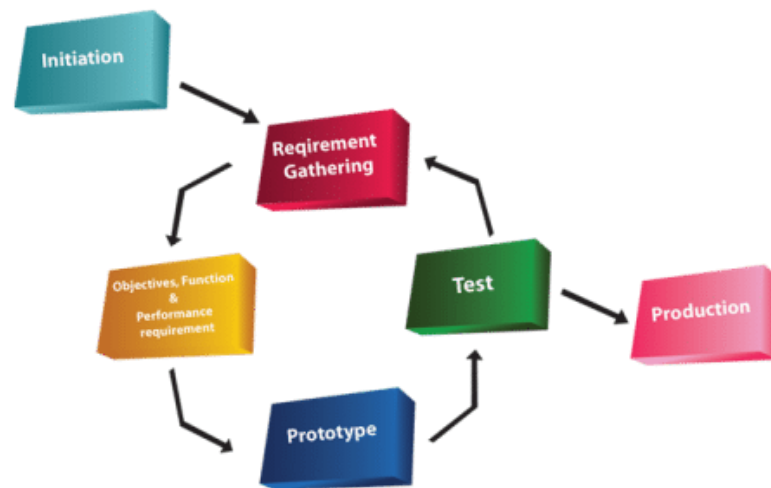 Initiation
Reqirement
Gathering
Objectives, Function
&
Performance
requirement
Test
Production
Prototype